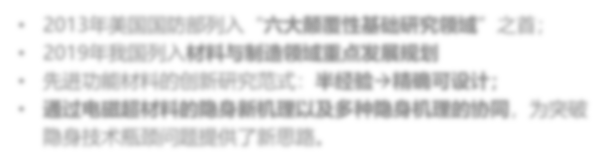 • 2013年美国国防部列入“六大颠覆性基础研究领域”之首；
• 2019年我国列入材料与制造领域重点发展规划
• 先进功能材料的创新研究范式：半经验→精确可设计；
• 通过电磁超材料的隐身新机理以及多种隐身机理的协同，为突破
隐身技术瓶颈问题提供了新思路。